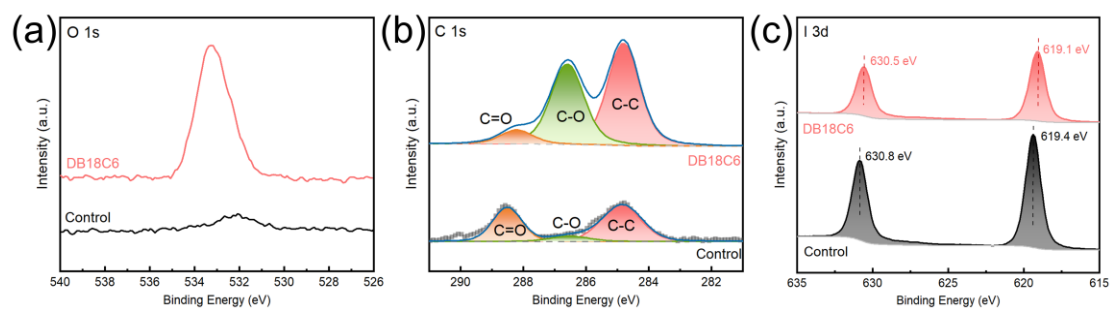 (a)
O 1s
DB18C6
Control
Intensity (a.u.)
540 538 536 534 532 530 528 526
Binding Energy (eV)
(b)
C 1s
C=O
C-O
C-C
DB18C6
C=O
C-O
C-C
Control
Intensity (a.u.)
290 288 286 284 282
Binding Energy (eV)
(c)
I 3d
630.5 eV
619.1 eV
DB18C6
630.8 eV
619.4 eV
Control
Intensity (a.u.)
635 630 625 620 615
Binding Energy (eV)